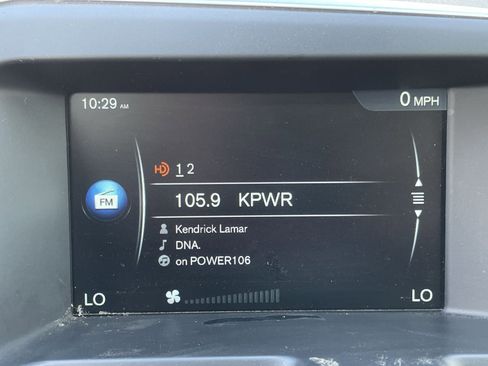 10:29 AM
0 MPH
HD 1 2
FM
105.9 KPWR
Kendrick Lamar
DNA.
on POWER106
LO
LO